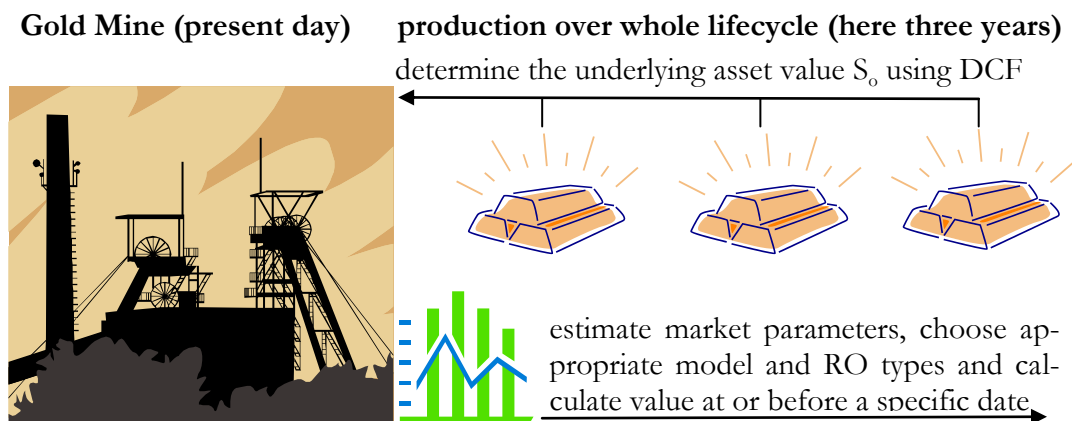 Gold Mine (present day) production over whole lifecycle (here three years)
determine the underlying asset value Sₒ using DCF
estimate market parameters, choose ap-
propriate model and RO types and cal-
culate value at or before a specific date